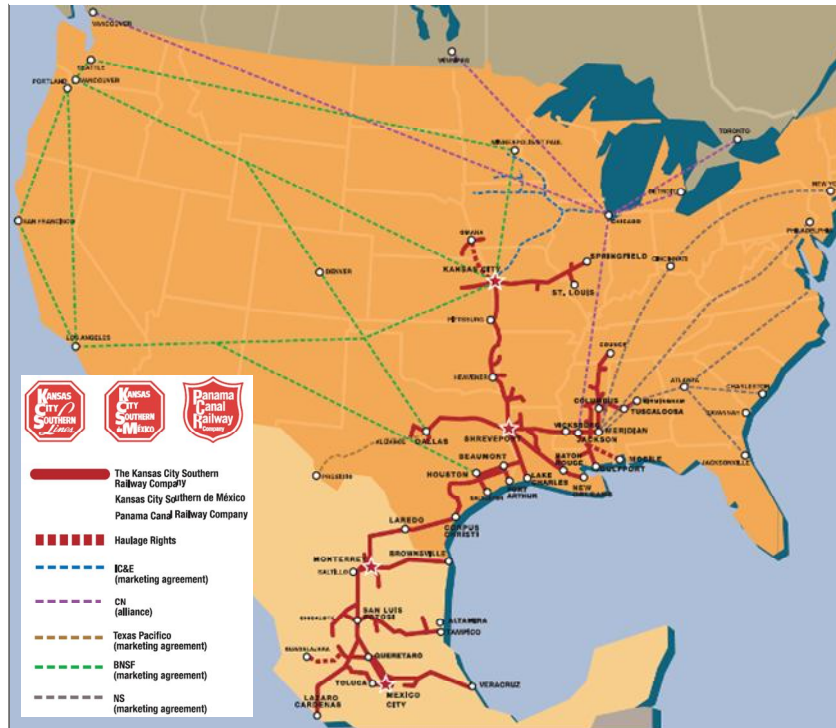 VANCOUVER
WINNIPEG
SEATTLE
VANCOUVER
PORTLAND
TORONTO
MINNEAPOLIS/ST. PAUL
DETROIT
NEW YO
CHICAGO
SAN FRANCISCO
PHILADELPHIA
OMAHA
SPRINGFIELD
CINCINNATI
KANSAS CITY
DENVER
ST. LOUIS
PITTSBURG
LOS ANGELES
COUNCE
HEAVENER
ATLANTA
CHARLESTON
COLUMBUS
BIRMINGHAM
TUSCALOOSA
SAVANNAH
VICKSBURG
MERIDIAN
DALLAS
SHREVEPORT
JACKSON
BEAUMONT
BATON
ROUGE
MOBILE
JACKSONVILLE
HOUSTON
LAKE
CHARLES
GULFPORT
PRESIDIO
PORT
ARTHUR
NEW
ORLEANS
LAREDO
CORPUS
CHRISTI
MONTERREY
BROWNSVILLE
SALTILLO
SAN LUIS
POTOSI
ALTAMIRA
TAMPICO
GUADALAJARA
QUERETARO
TOLUCA
MEXICO
CITY
VERACRUZ
LAZARO
CARDENAS
KANSAS
CITY
SOUTHERN
Lines
KANSAS
CITY
SOUTHERN
de México
Panama
Canal
Railway
Company
The Kansas City Southern
Railway Company
Kansas City Southern de México
Panama Canal Railway Company
Haulage Rights
IC&E
(marketing agreement)
CN
(alliance)
Texas Pacifico
(marketing agreement)
BNSF
(marketing agreement)
NS
(marketing agreement)